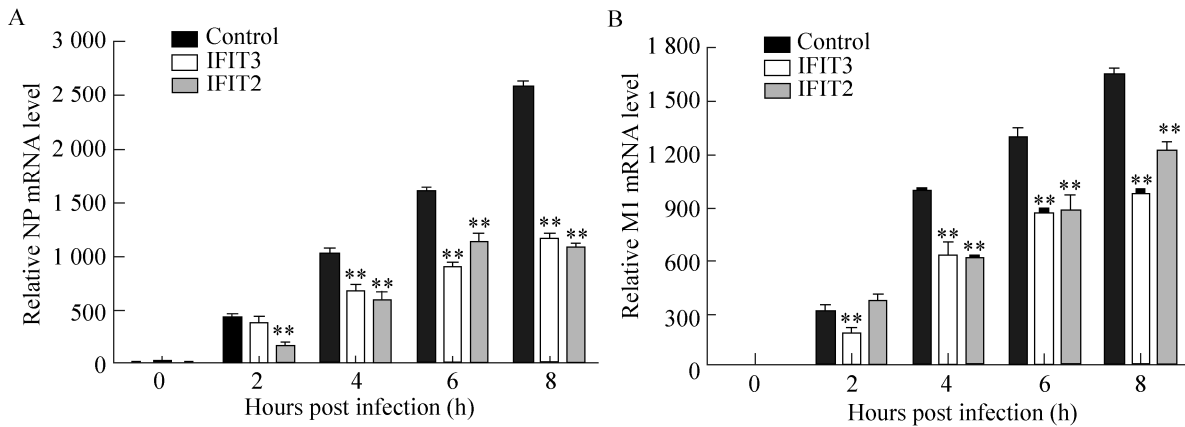 A
Relative NP mRNA level
3 000
2 500
2 000
1 500
1 000
500
0
Control
IFIT3
IFIT2
**
**
**
**
**
**
**
0 2 4 6 8
Hours post infection (h)
B
Relative M1 mRNA level
1 800
1 500
1 200
900
600
300
0
Control
IFIT3
IFIT2
**
**
**
**
**
**
**
0 2 4 6 8
Hours post infection (h)